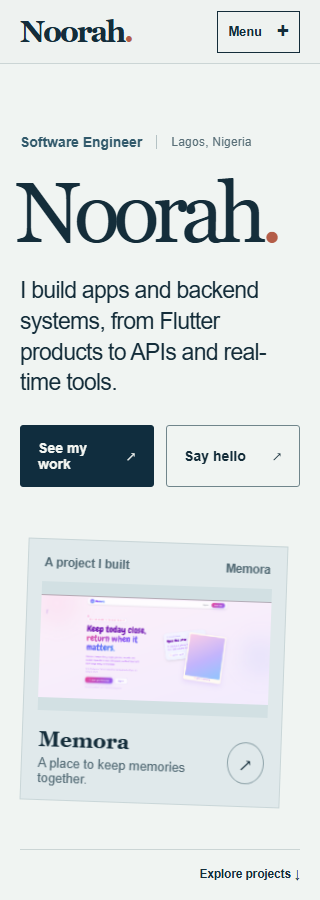 Noorah.
Menu +
Software Engineer | Lagos, Nigeria
Noorah.
I build apps and backend
systems, from Flutter
products to APIs and real-
time tools.
See my
work ↗
Say hello ↗
A project I built
Memora
Keep today close,
return when it
matters.
Memora
A place to keep memories
together.
↗
Explore projects ↓